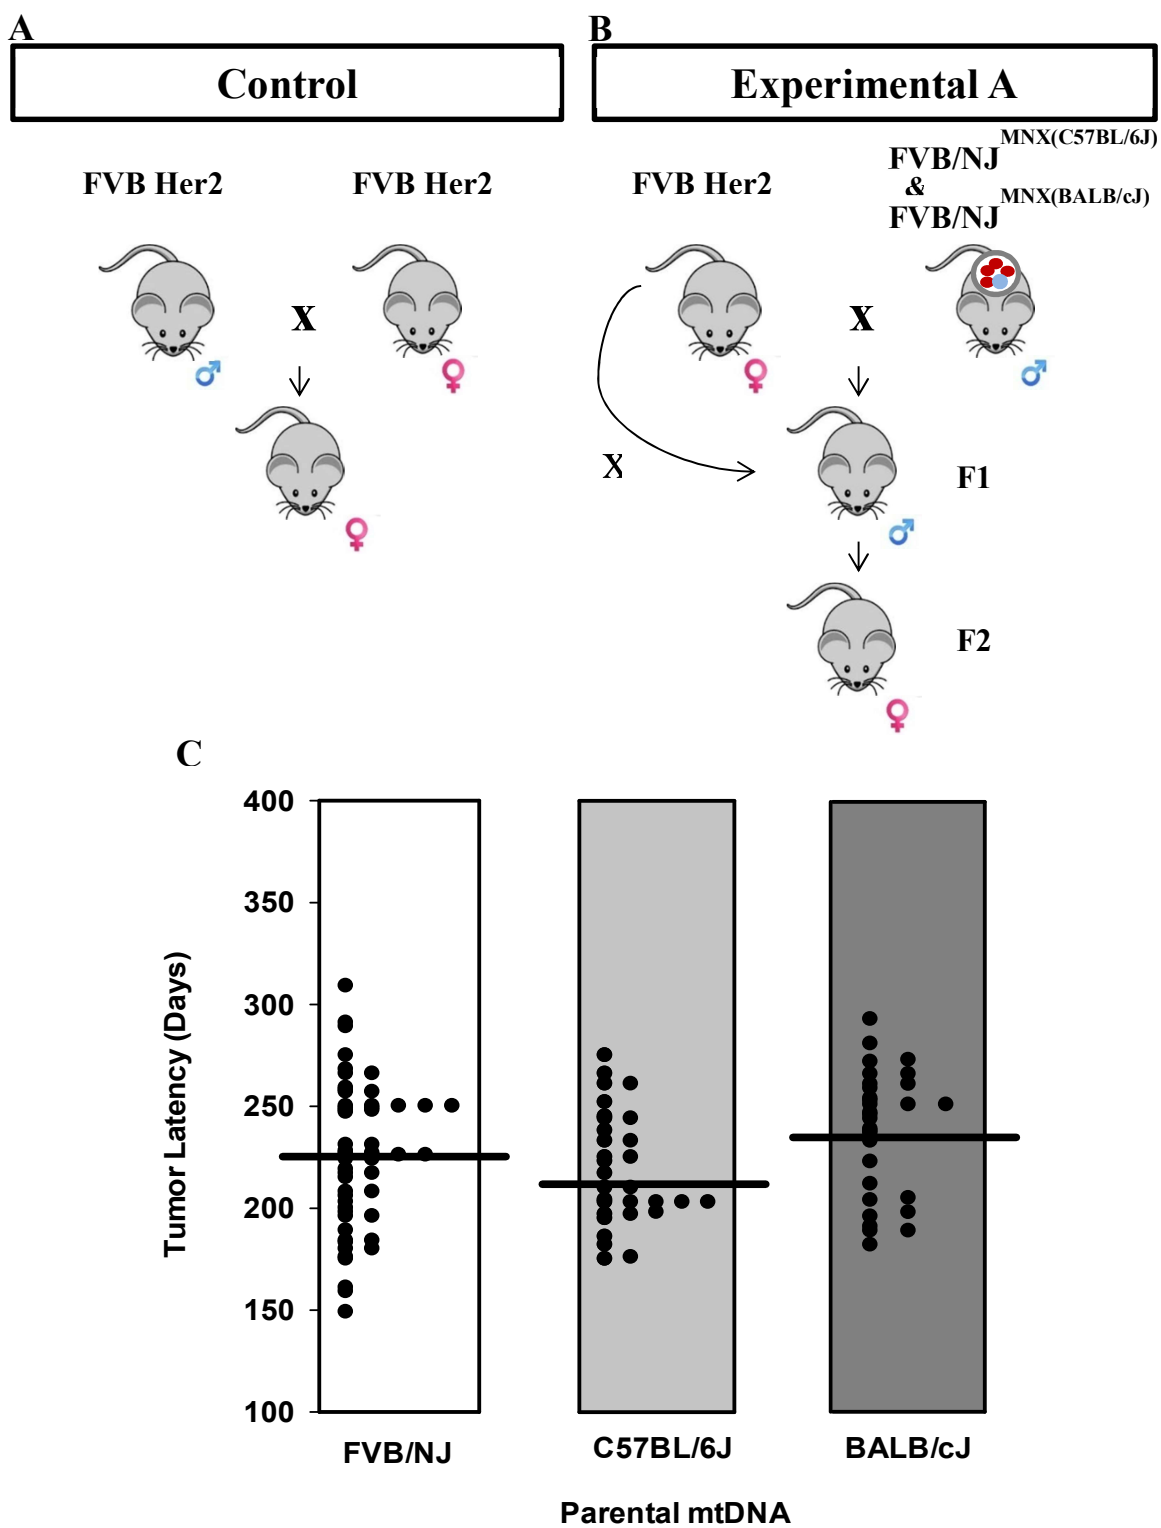 A
B
Control
Experimental A
FVB Her2
FVB Her2
FVB Her2
FVB/NJ MNX(C57BL/6J)
&
FVB/NJ MNX(BALB/cJ)
X
X
♂
♀
♀
♂
X
F1
♀
♂
F2
♀
C
400
350
300
250
200
150
100
Tumor Latency (Days)
FVB/NJ
C57BL/6J
BALB/cJ
Parental mtDNA